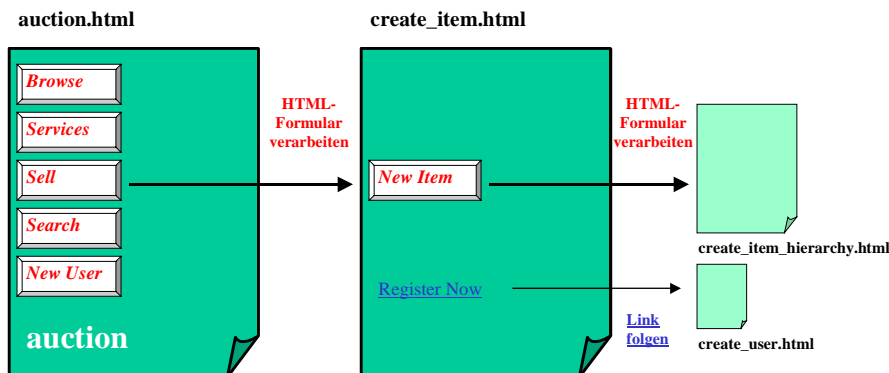 auction.html
create_item.html
Browse
Services
Sell
Search
New User
auction
HTML-
Formular
verarbeiten
New Item
Register Now
HTML-
Formular
verarbeiten
Link
folgen
create_item_hierarchy.html
create_user.html